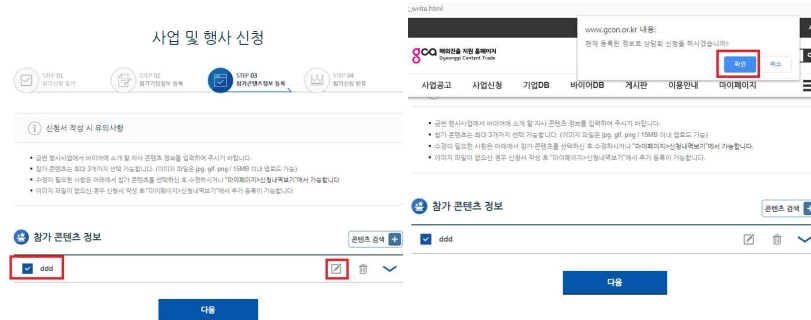 사업 및 행사 신청
STEP 01
참가신청 동의
STEP 02
참가기업정보 등록
STEP 03
참가콘텐츠정보 등록
STEP 04
참가신청 완료
신청서 작성 시 유의사항
금번 행사사업에서 바이어에 소개 할 자사 콘텐츠 정보를 입력하여 주시기 바랍니다.
참가 콘텐츠는 최대 3개까지 선택 가능합니다. (이미지 파일은 jpg, gif, png / 15MB 이내 업로드 가능)
수정이 필요한 사항은 아래에서 참가 콘텐츠를 선택하신 후 수정하시거나 "마이페이지>신청내역보기"에서 가능합니다.
이미지 파일이 없으신 경우 신청서 작성 후 "마이페이지>신청내역보기"에서 추가 등록이 가능합니다.
참가 콘텐츠 정보
콘텐츠 검색 +
ddd
다음
_write.html
www.gcon.or.kr 내용:
현재 등록된 정보로 상담회 신청을 하시겠습니까?
확인
취소
gca 해외진출 지원 홈페이지
Gyeonggi Content Trade
사업공고 사업신청 기업DB 바이어DB 게시판 이용안내 마이페이지
금번 행사사업에서 바이어에 소개 할 자사 콘텐츠 정보를 입력하여 주시기 바랍니다.
참가 콘텐츠는 최대 3개까지 선택 가능합니다. (이미지 파일은 jpg, gif, png / 15MB 이내 업로드 가능)
수정이 필요한 사항은 아래에서 참가 콘텐츠를 선택하신 후 수정하시거나 "마이페이지>신청내역보기"에서 가능합니다.
이미지 파일이 없으신 경우 신청서 작성 후 "마이페이지>신청내역보기"에서 추가 등록이 가능합니다.
참가 콘텐츠 정보
콘텐츠 검색 +
ddd
다음